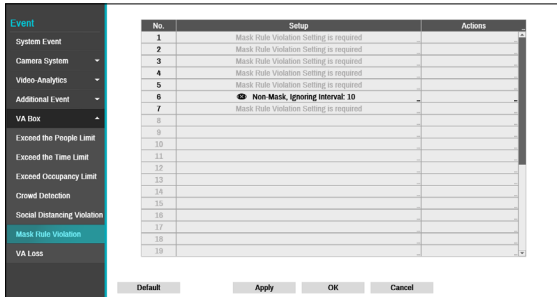 Event
System Event
Camera System
Video-Analytics
Additional Event
VA Box
Exceed the People Limit
Exceed the Time Limit
Exceed Occupancy Limit
Crowd Detection
Social Distancing Violation
Mask Rule Violation
VA Loss
No. Setup Actions ...
1 Mask Rule Violation Setting is required ... ...
2 Mask Rule Violation Setting is required ... ...
3 Mask Rule Violation Setting is required ... ...
4 Mask Rule Violation Setting is required ... ...
5 Mask Rule Violation Setting is required ... ...
6 Non-Mask, Ignoring Interval: 10 ... ...
7 Mask Rule Violation Setting is required ... ...
8 ... ...
9 ... ...
10 ... ...
11 ... ...
12 ... ...
13 ... ...
14 ... ...
15 ... ...
16 ... ...
17 ... ...
18 ... ...
19 ... ...
Default Apply OK Cancel